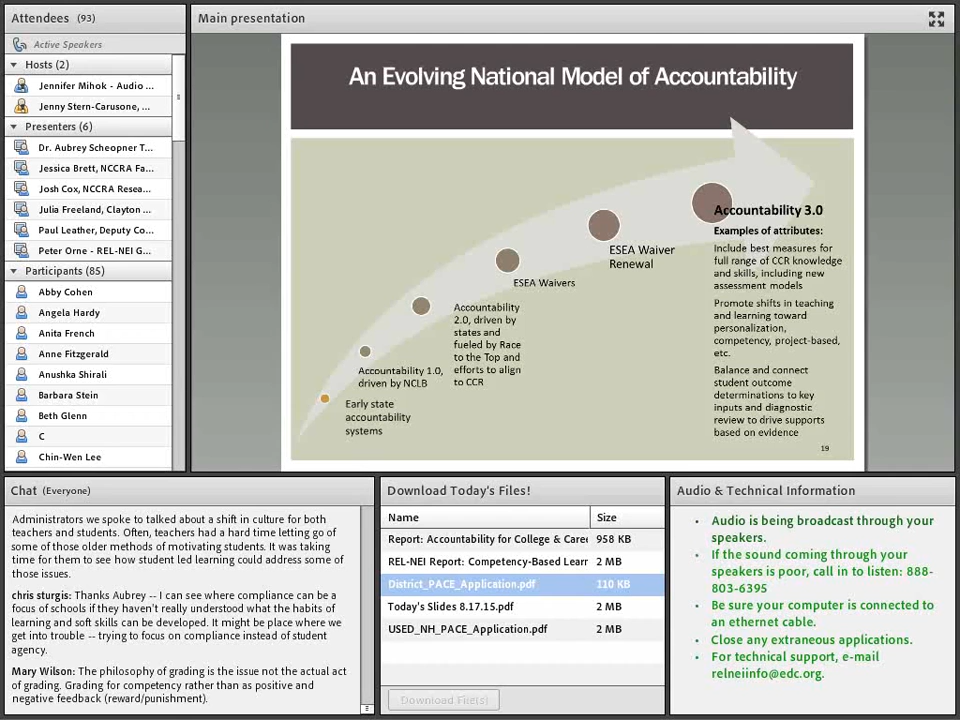 Attendees (93)
Active Speakers
Hosts (2)
Jennifer Mihok - Audio ...
Jenny Stern-Carusone, ...
Presenters (6)
Dr. Aubrey Scheopner T...
Jessica Brett, NCCRA Fa...
Josh Cox, NCCRA Resea...
Julia Freeland, Clayton ...
Paul Leather, Deputy Co...
Peter Orne - REL-NEI G...
Participants (85)
Abby Cohen
Angela Hardy
Anita French
Anne Fitzgerald
Anushka Shirali
Barbara Stein
Beth Glenn
C
Chin-Wen Lee
Main presentation
An Evolving National Model of Accountability
Early state
accountability
systems
Accountability 1.0,
driven by NCLB
Accountability
2.0, driven by
states and
fueled by Race
to the Top and
efforts to align
to CCR
ESEA Waivers
ESEA Waiver
Renewal
Accountability 3.0
Examples of attributes:
Include best measures for
full range of CCR knowledge
and skills, including new
assessment models
Promote shifts in teaching
and learning toward
personalization,
competency, project-based,
etc.
Balance and connect
student outcome
determinations to key
inputs and diagnostic
review to drive supports
based on evidence
19
Chat (Everyone)
Administrators we spoke to talked about a shift in culture for both
teachers and students. Often, teachers had a hard time letting go of
some of those older methods of motivating students. It was taking
time for them to see how student led learning could address some of
those issues.
chris sturgis: Thanks Aubrey -- I can see where compliance can be a
focus of schools if they haven't really understood what the habits of
learning and soft skills can be developed. It might be place where we
get into trouble -- trying to focus on compliance instead of student
agency.
Mary Wilson: The philosophy of grading is the issue not the actual act
of grading. Grading for competency rather than as positive and
negative feedback (reward/punishment).
Download Today's Files!
Name Size
Report: Accountability for College & Caree 958 KB
REL-NEI Report: Competency-Based Learr 2 MB
District_PACE_Application.pdf 110 KB
Today's Slides 8.17.15.pdf 2 MB
USED_NH_PACE_Application.pdf 2 MB
Download File(s)
Audio & Technical Information
• Audio is being broadcast through your
speakers.
• If the sound coming through your
speakers is poor, call in to listen: 888-
803-6395
• Be sure your computer is connected to
an ethernet cable.
• Close any extraneous applications.
• For technical support, e-mail
relneiinfo@edc.org.